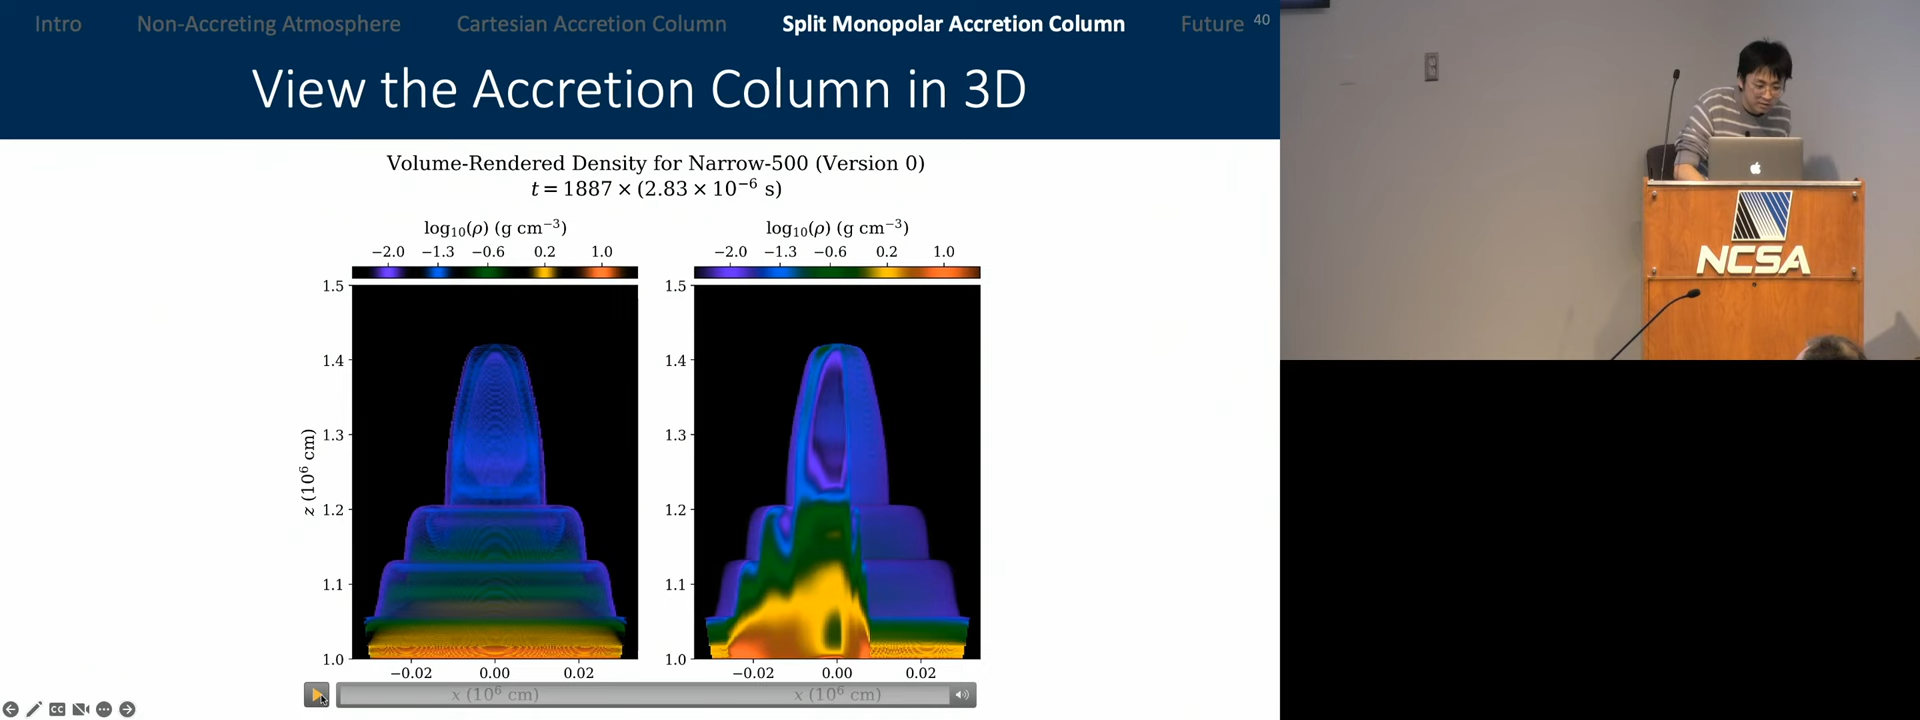 Intro Non-Accreting Atmosphere Cartesian Accretion Column Split Monopolar Accretion Column Future 40
View the Accretion Column in 3D
Volume-Rendered Density for Narrow-500 (Version 0)
t = 1887 × (2.83 × 10⁻⁶ s)
log₁₀(ρ) (g cm⁻³) log₁₀(ρ) (g cm⁻³)
−2.0 −1.3 −0.6 0.2 1.0 −2.0 −1.3 −0.6 0.2 1.0
1.5 1.5
1.4 1.4
1.3 1.3
1.2 1.2
1.1 1.1
1.0 1.0
z (10⁶ cm)
−0.02 0.00 0.02 −0.02 0.00 0.02
x (10⁶ cm) x (10⁶ cm)
CC
NCSA